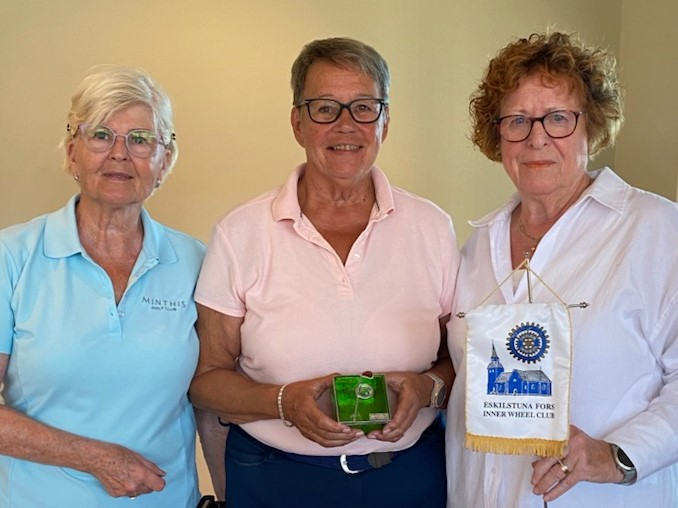 MINTHIS
GOLF CLUB
ESKILSTUNA FORS
INNER WHEEL CLUB